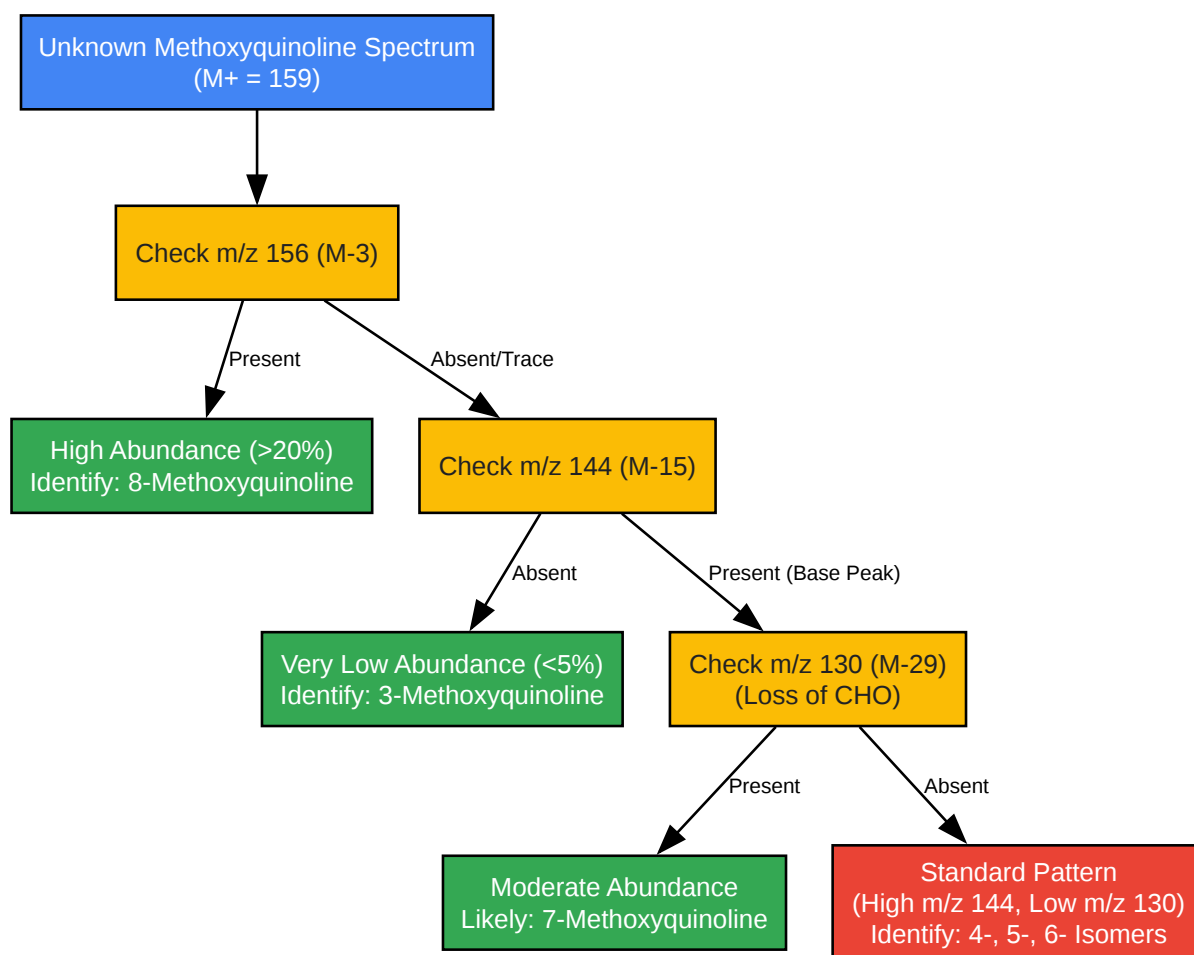 Unknown Methoxyquinoline Spectrum
(M+ = 159)
Check m/z 156 (M-3)
Present
Absent/Trace
High Abundance (>20%)
Identify: 8-Methoxyquinoline
Check m/z 144 (M-15)
Absent
Present (Base Peak)
Very Low Abundance (<5%)
Identify: 3-Methoxyquinoline
Check m/z 130 (M-29)
(Loss of CHO)
Present
Absent
Moderate Abundance
Likely: 7-Methoxyquinoline
Standard Pattern
(High m/z 144, Low m/z 130)
Identify: 4-, 5-, 6- Isomers